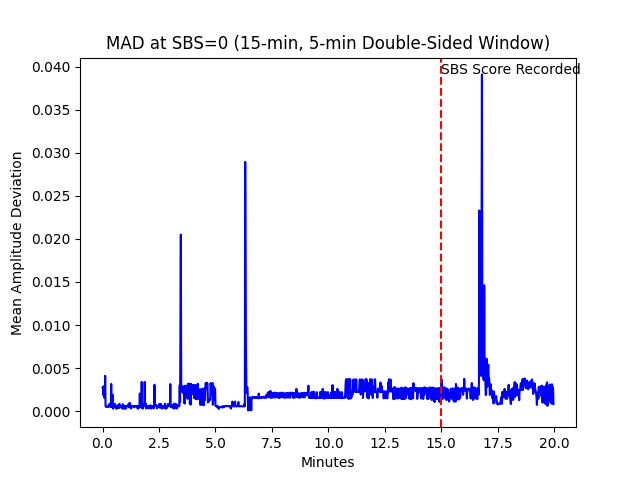 MAD at SBS=0 (15-min, 5-min Double-Sided Window)
SBS Score Recorded
Mean Amplitude Deviation
0.040
0.035
0.030
0.025
0.020
0.015
0.010
0.005
0.000
0.0 2.5 5.0 7.5 10.0 12.5 15.0 17.5 20.0
Minutes